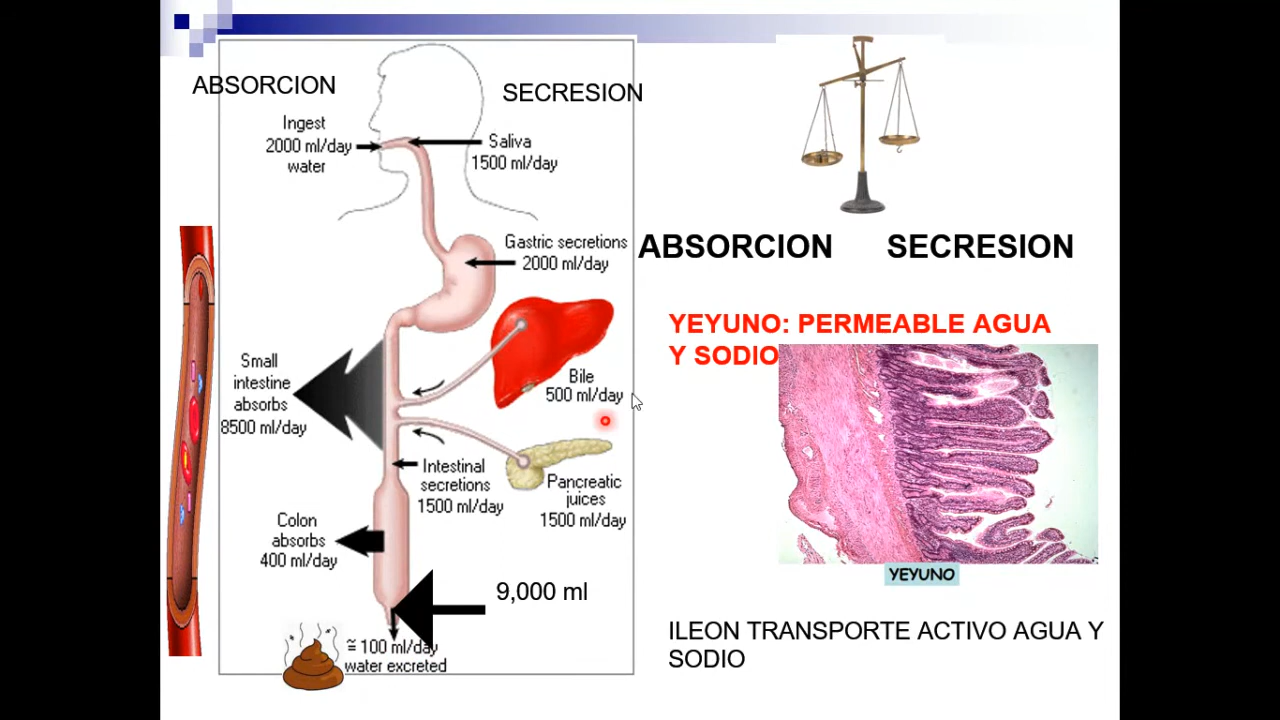 ABSORCION
SECRESION
Ingest
2000 ml/day
water
Saliva
1500 ml/day
Gastric secretions
2000 ml/day
Small
intestine
absorbs
8500 ml/day
Bile
500 ml/day
Intestinal
secretions
1500 ml/day
Pancreatic
juices
1500 ml/day
Colon
absorbs
400 ml/day
9,000 ml
≅ 100 ml/day
water excreted
ABSORCION SECRESION
YEYUNO: PERMEABLE AGUA
Y SODIO
YEYUNO
ILEON TRANSPORTE ACTIVO AGUA Y
SODIO